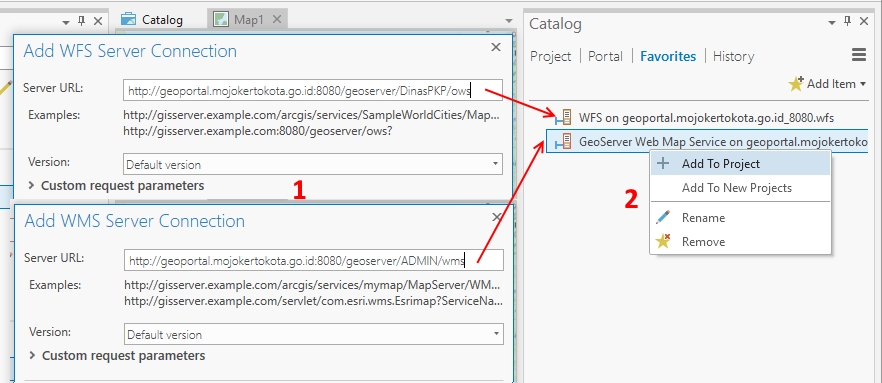 Catalog
Map1
Add WFS Server Connection
Server URL:
http://geoportal.mojokertokota.go.id:8080/geoserver/DinasPKP/ows
Examples:
http://gisserver.example.com/arcgis/services/SampleWorldCities/Map...
http://gisserver.example.com:8080/geoserver/ows?
Version:
Default version
Custom request parameters
1
Add WMS Server Connection
Server URL:
http://geoportal.mojokertokota.go.id:8080/geoserver/ADMIN/wms
Examples:
http://gisserver.example.com/arcgis/services/mymap/MapServer/WM...
http://gisserver.example.com/servlet/com.esri.wms.Esrimap?ServiceNa...
Version:
Default version
Custom request parameters
Catalog
Project Portal Favorites History
Add Item
WFS on geoportal.mojokertokota.go.id_8080.wfs
GeoServer Web Map Service on geoportal.mojokertoko
2
Add To Project
Add To New Projects
Rename
Remove